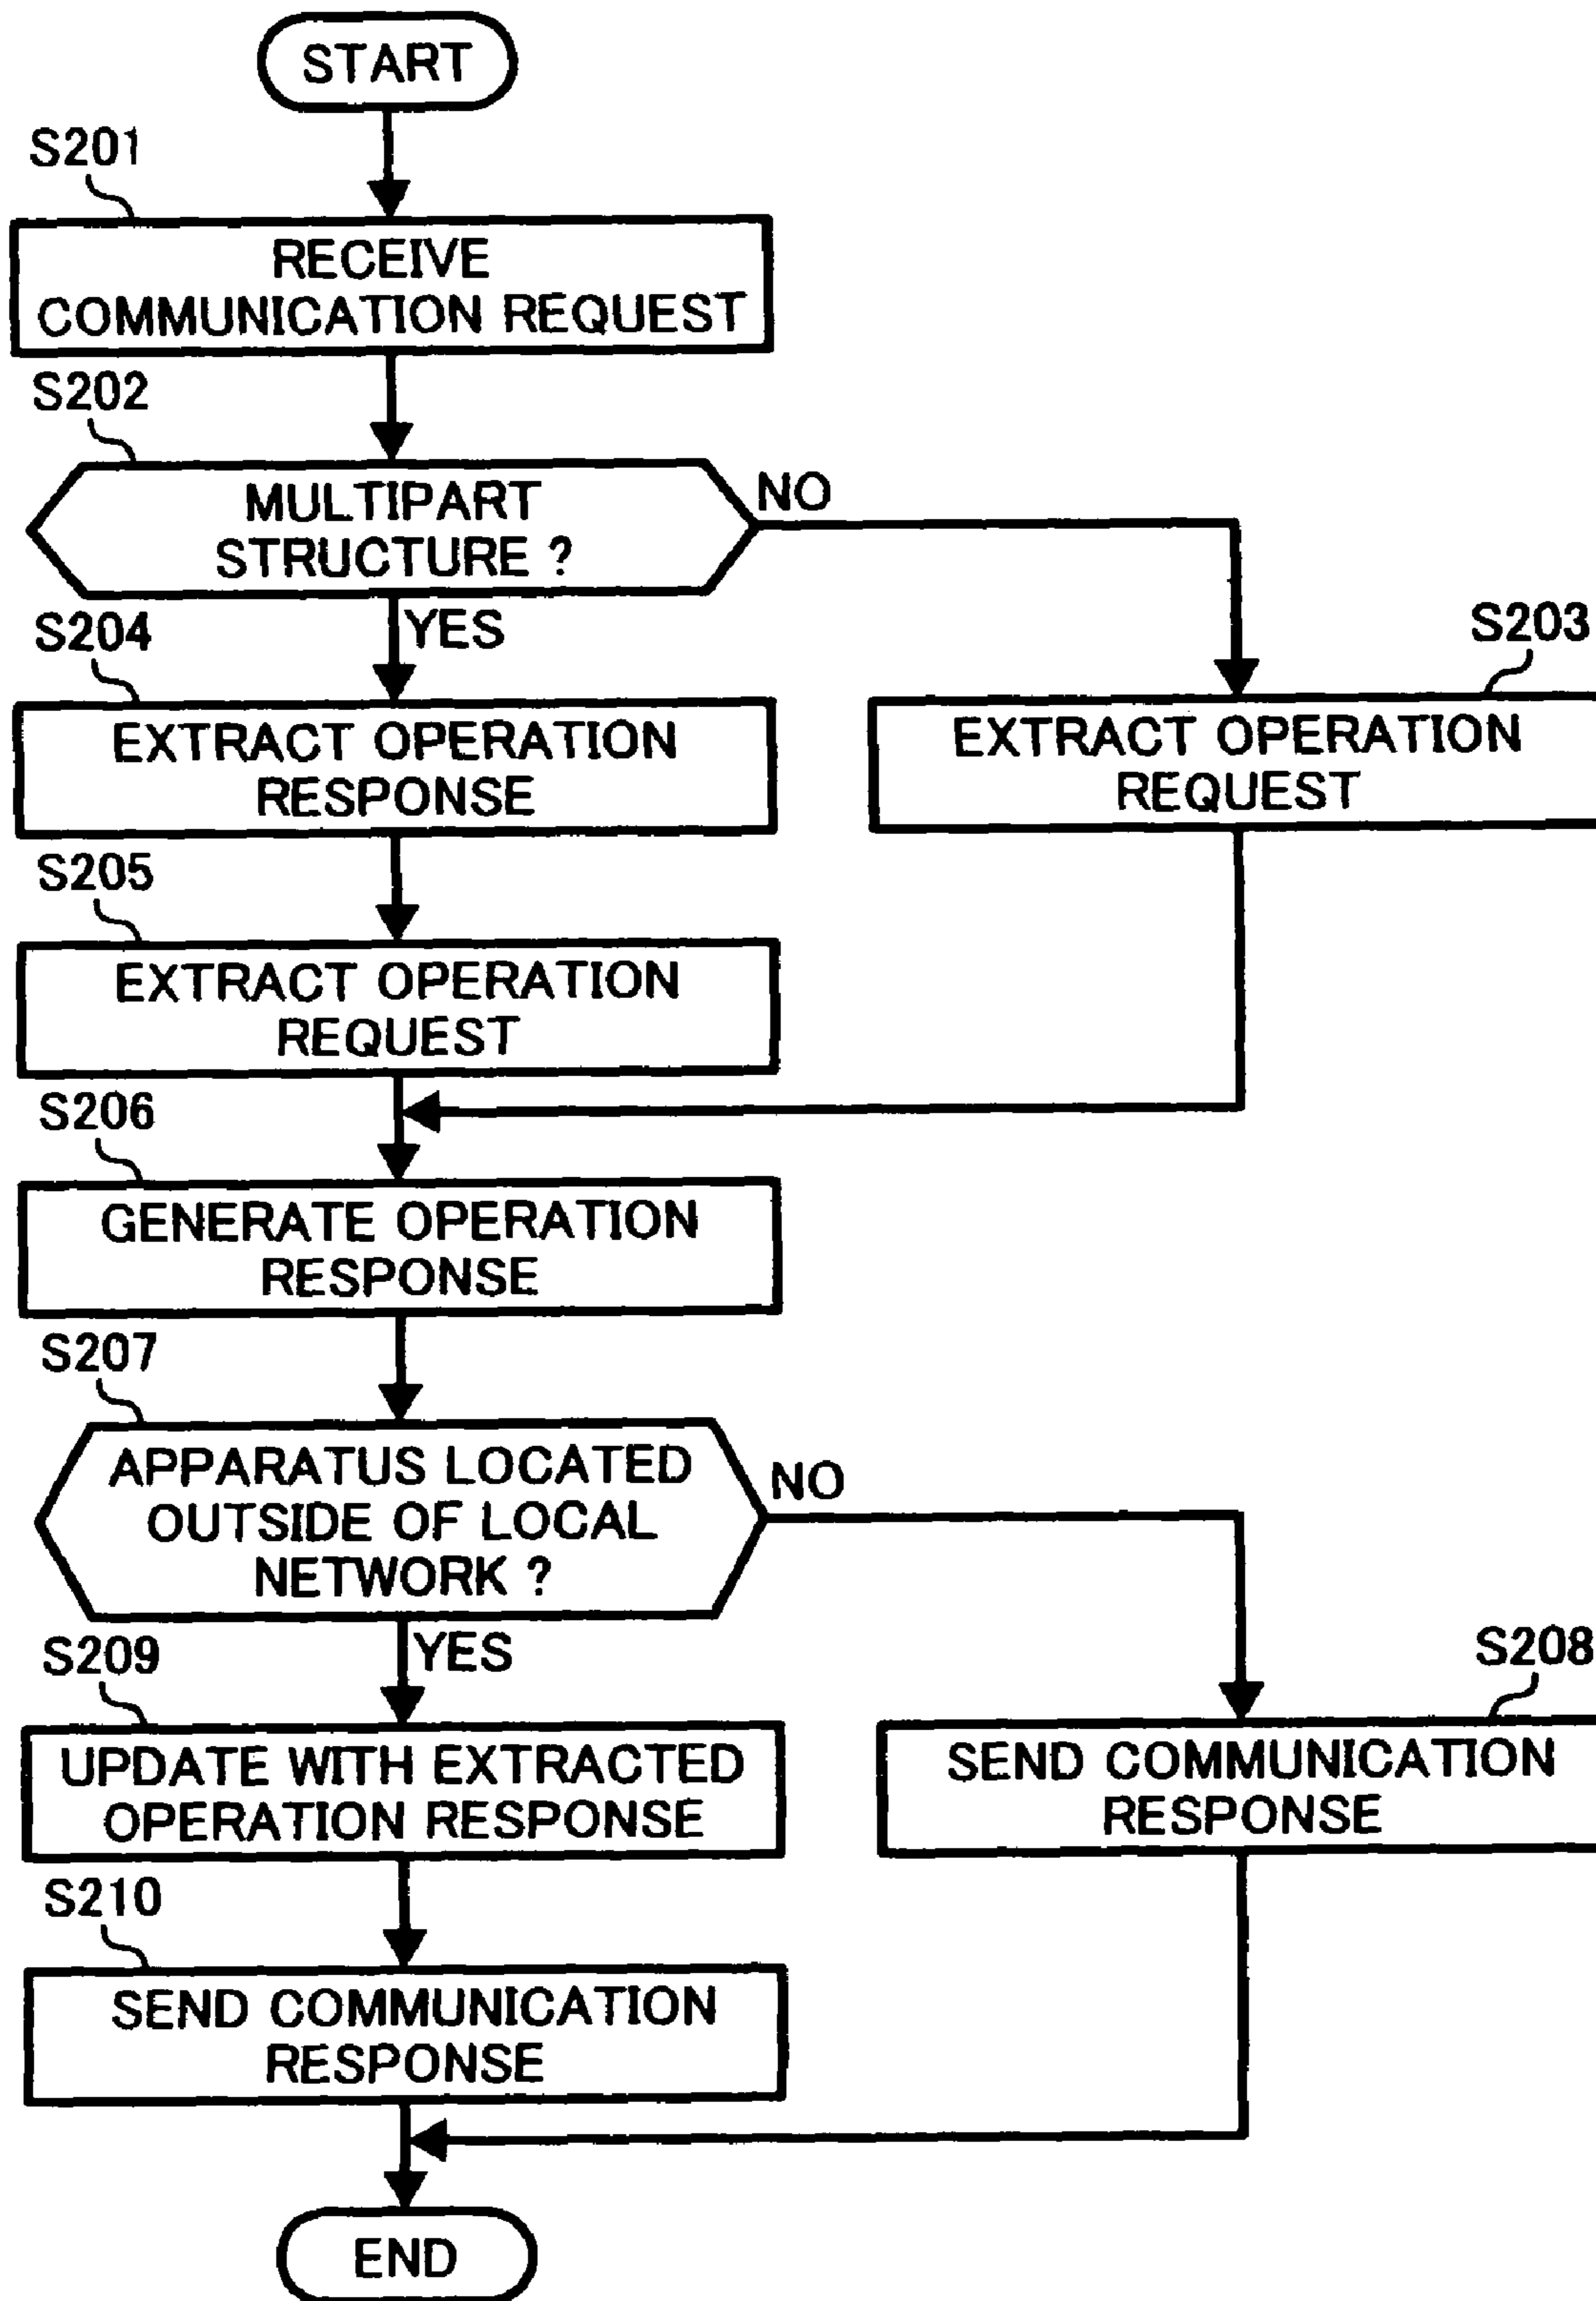 START
S201
RECEIVE
COMMUNICATION REQUEST
S202
MULTIPART
STRUCTURE ?
NO
YES
S204
EXTRACT OPERATION
RESPONSE
S203
EXTRACT OPERATION
REQUEST
S205
EXTRACT OPERATION
REQUEST
S206
GENERATE OPERATION
RESPONSE
S207
APPARATUS LOCATED
OUTSIDE OF LOCAL
NETWORK ?
NO
YES
S209
UPDATE WITH EXTRACTED
OPERATION RESPONSE
S208
SEND COMMUNICATION
RESPONSE
S210
SEND COMMUNICATION
RESPONSE
END